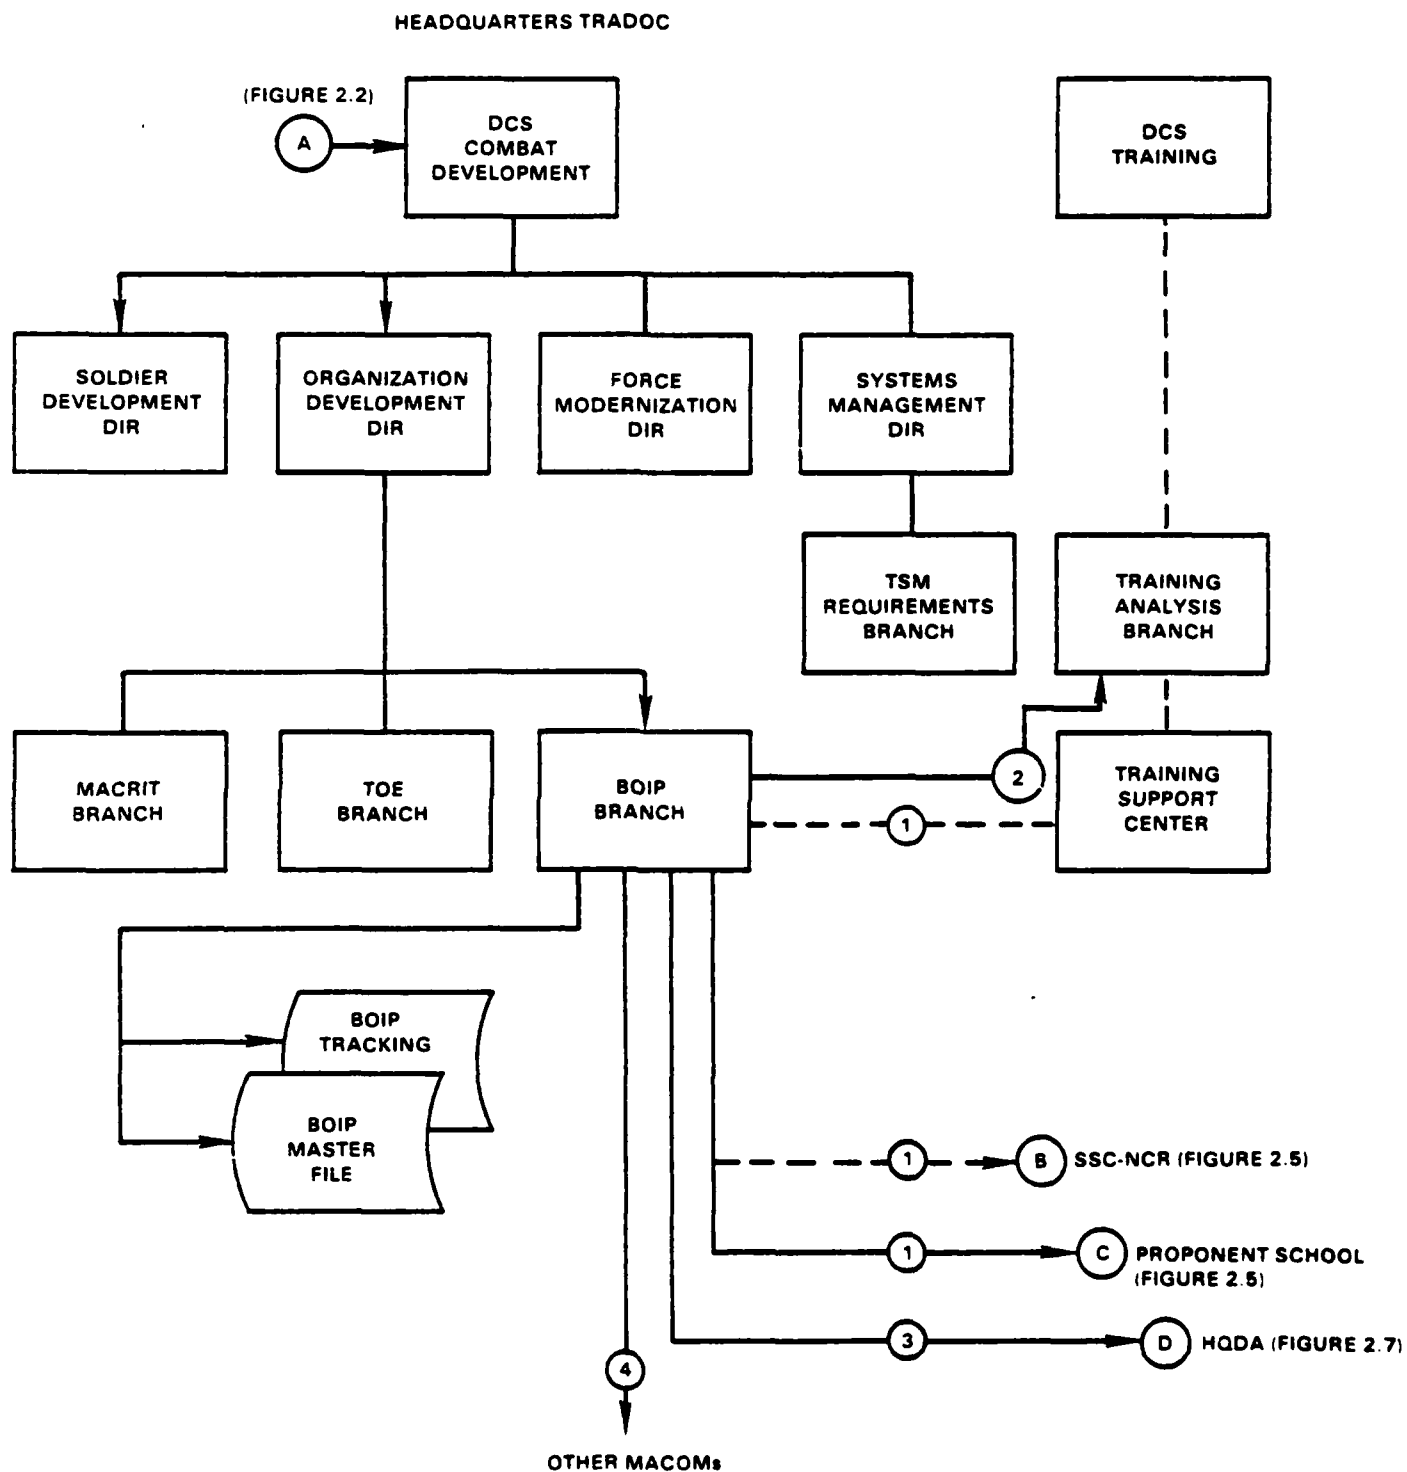 HEADQUARTERS TRADOC
(FIGURE 2.2)
A
DCS
COMBAT
DEVELOPMENT
DCS
TRAINING
SOLDIER
DEVELOPMENT
DIR
ORGANIZATION
DEVELOPMENT
DIR
FORCE
MODERNIZATION
DIR
SYSTEMS
MANAGEMENT
DIR
TSM
REQUIREMENTS
BRANCH
TRAINING
ANALYSIS
BRANCH
MACRIT
BRANCH
TOE
BRANCH
BOIP
BRANCH
2
1
TRAINING
SUPPORT
CENTER
BOIP
TRACKING
BOIP
MASTER
FILE
1
B
SSC-NCR (FIGURE 2.5)
1
C
PROPONENT SCHOOL
(FIGURE 2.5)
3
D
HQDA (FIGURE 2.7)
4
OTHER MACOMs